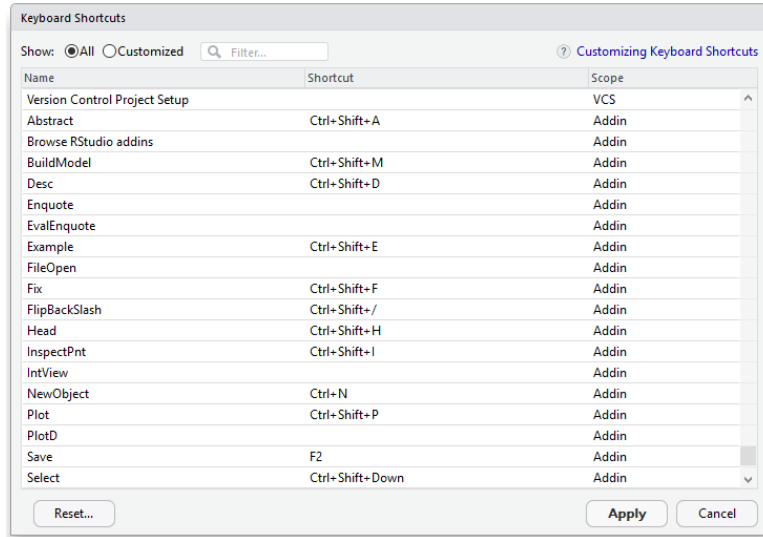 Keyboard Shortcuts
Show: All Customized Filter... ? Customizing Keyboard Shortcuts
Name Shortcut Scope
Version Control Project Setup VCS
Abstract Ctrl+Shift+A Addin
Browse RStudio addins Addin
BuildModel Ctrl+Shift+M Addin
Desc Ctrl+Shift+D Addin
Enquote Addin
EvalEnquote Addin
Example Ctrl+Shift+E Addin
FileOpen Addin
Fix Ctrl+Shift+F Addin
FlipBackSlash Ctrl+Shift+/ Addin
Head Ctrl+Shift+H Addin
InspectPnt Ctrl+Shift+I Addin
IntView Addin
NewObject Ctrl+N Addin
Plot Ctrl+Shift+P Addin
PlotD Addin
Save F2 Addin
Select Ctrl+Shift+Down Addin
Reset... Apply Cancel